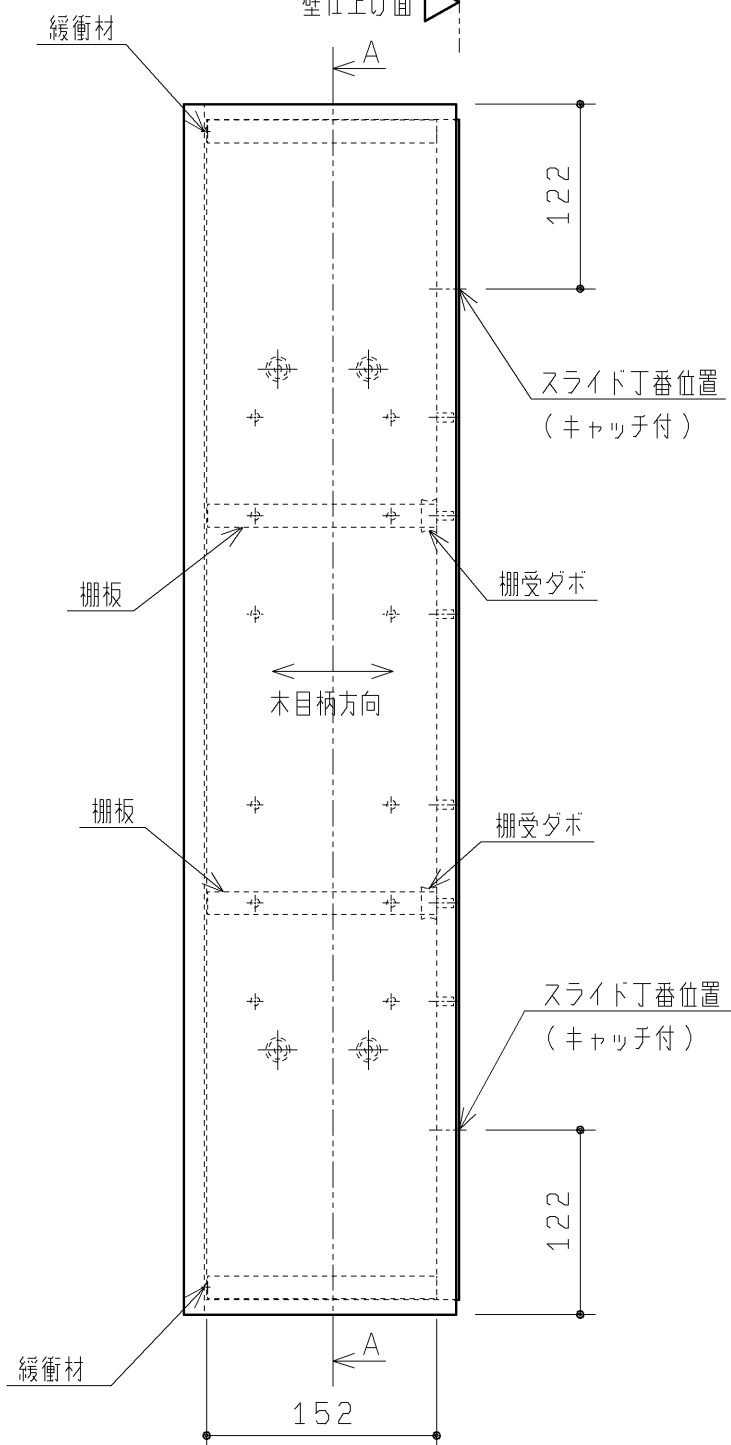 壁仕上げ面
緩衝材
A
122
スライド丁番位置
(キャッチ付)
棚板
棚受ダボ
木目柄方向
棚板
棚受ダボ
スライド丁番位置
(キャッチ付)
122
A
緩衝材
152